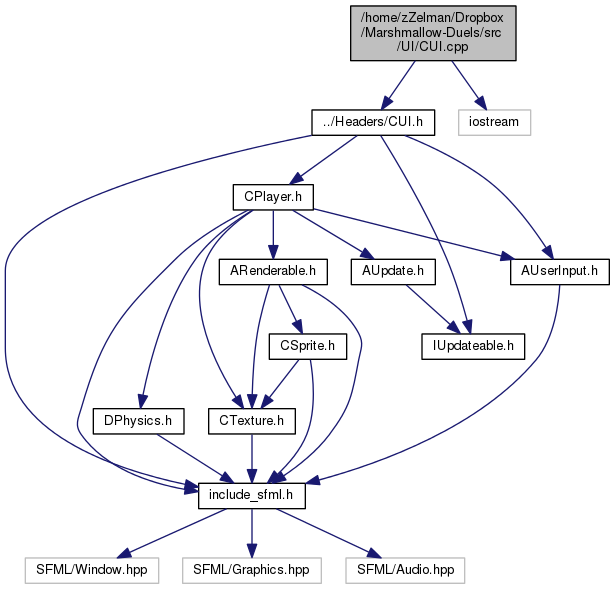 /home/zZelman/Dropbox
/Marshmallow-Duels/src
/UI/CUI.cpp
../Headers/CUI.h
iostream
CPlayer.h
ARenderable.h
AUpdate.h
AUserInput.h
CSprite.h
IUpdateable.h
DPhysics.h
CTexture.h
include_sfml.h
SFML/Window.hpp
SFML/Graphics.hpp
SFML/Audio.hpp